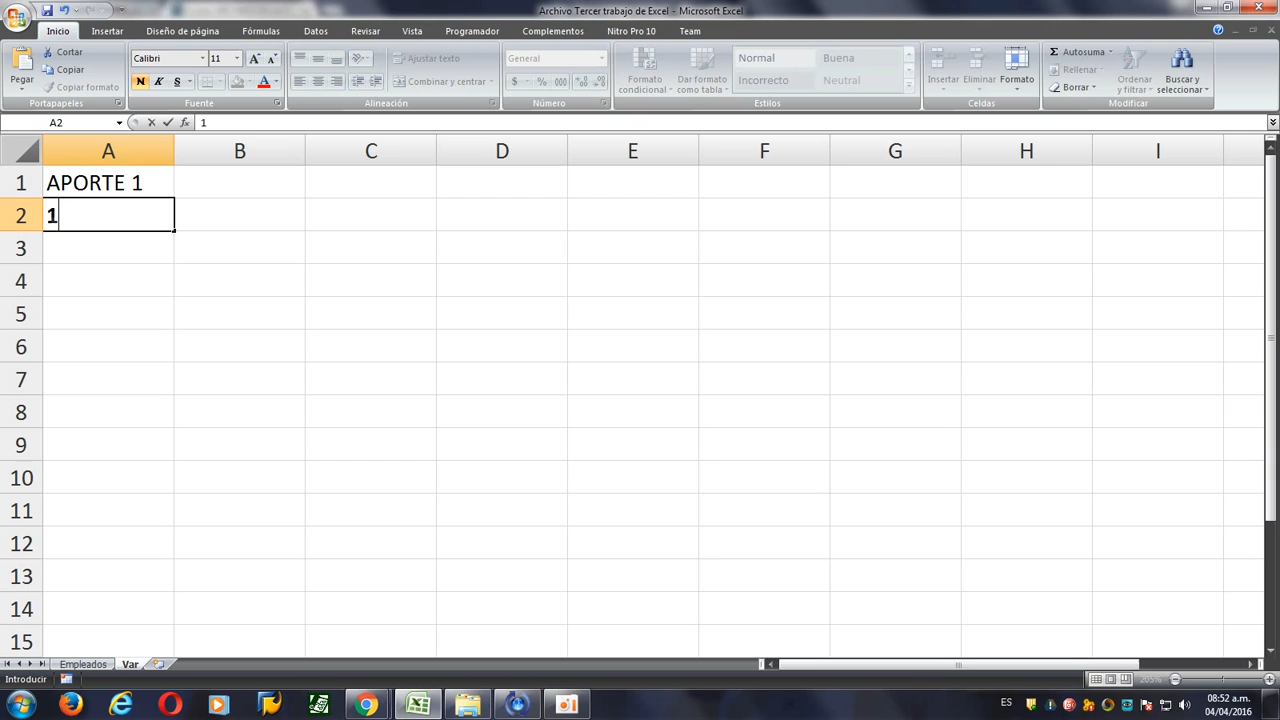 Archivo Tercer trabajo de Excel - Microsoft Excel
Inicio Insertar Diseño de página Fórmulas Datos Revisar Vista Programador Complementos Nitro Pro 10 Team
Pegar
Cortar
Copiar
Copiar formato
Portapapeles
Calibri 11
N K S
Fuente
Ajustar texto
Combinar y centrar
Alineación
General
$ % 000
Número
Formato condicional
Dar formato como tabla
Normal Buena
Incorrecto Neutral
Estilos
Insertar Eliminar Formato
Celdas
Autosuma
Rellenar
Borrar
Ordenar y filtrar
Buscar y seleccionar
Modificar
A2 fx 1
A B C D E F G H I
1 APORTE 1
2 1
3
4
5
6
7
8
9
10
11
12
13
14
15
Empleados Var
Introducir 205%
ES 08:52 a.m.
04/04/2016